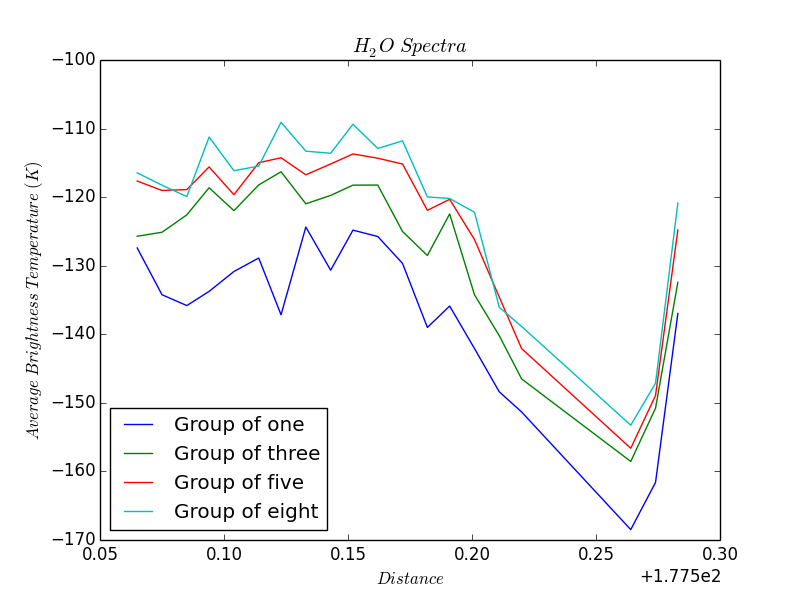 H₂O Spectra
Average Brightness Temperature (K)
−100
−110
−120
−130
−140
−150
−160
−170
Group of one
Group of three
Group of five
Group of eight
0.05 0.10 0.15 0.20 0.25 0.30
Distance
+1.775e2